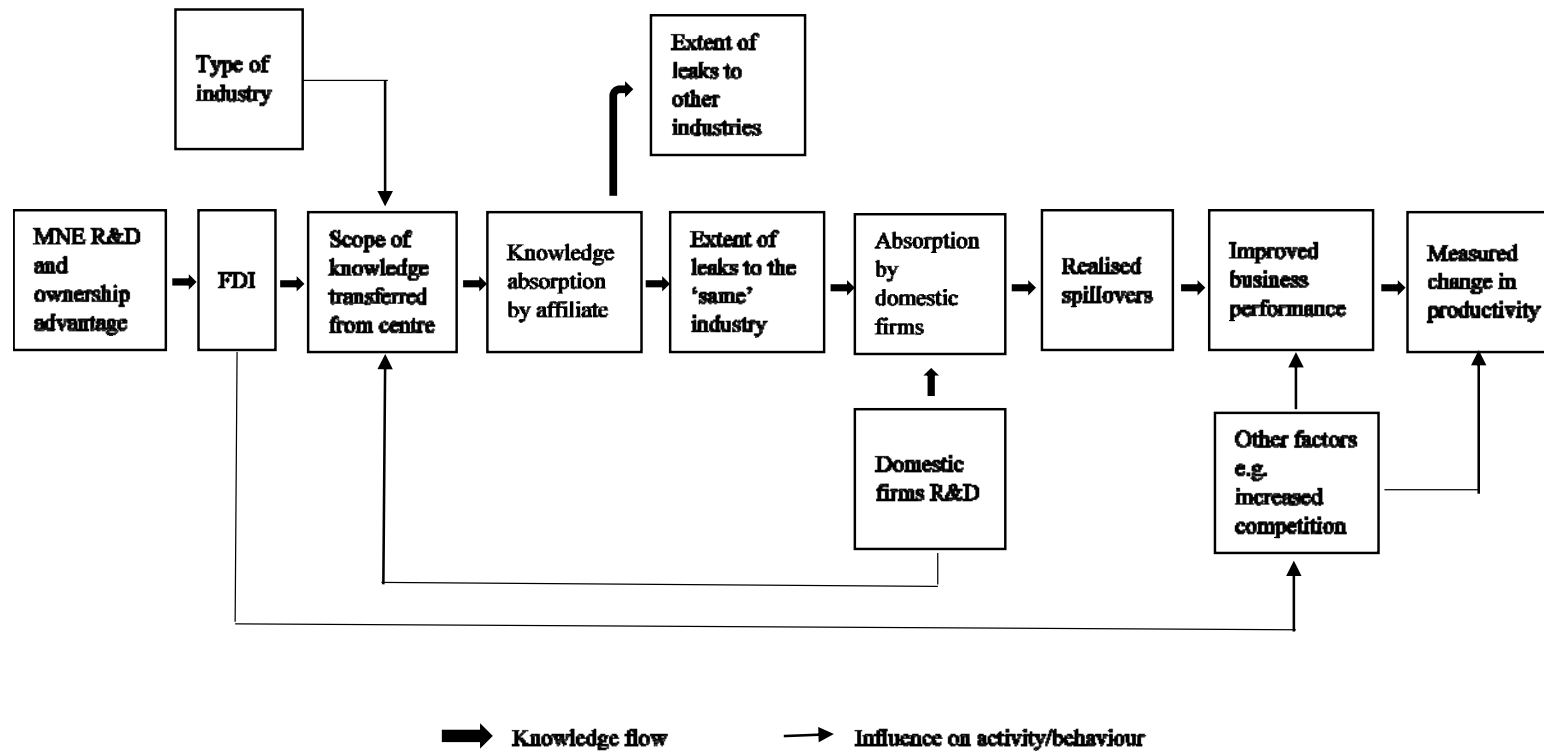 Type of
industry
Extent of
leaks to
other
industries
MNE R&D
and
ownership
advantage
FDI
Scope of
knowledge
transferred
from centre
Knowledge
absorption
by affiliate
Extent of
leaks to the
‘same’
industry
Absorption
by
domestic
firms
Realised
spillovers
Improved
business
performance
Measured
change in
productivity
Domestic
firms R&D
Other factors
e.g.
increased
competition
Knowledge flow
Influence on activity/behaviour